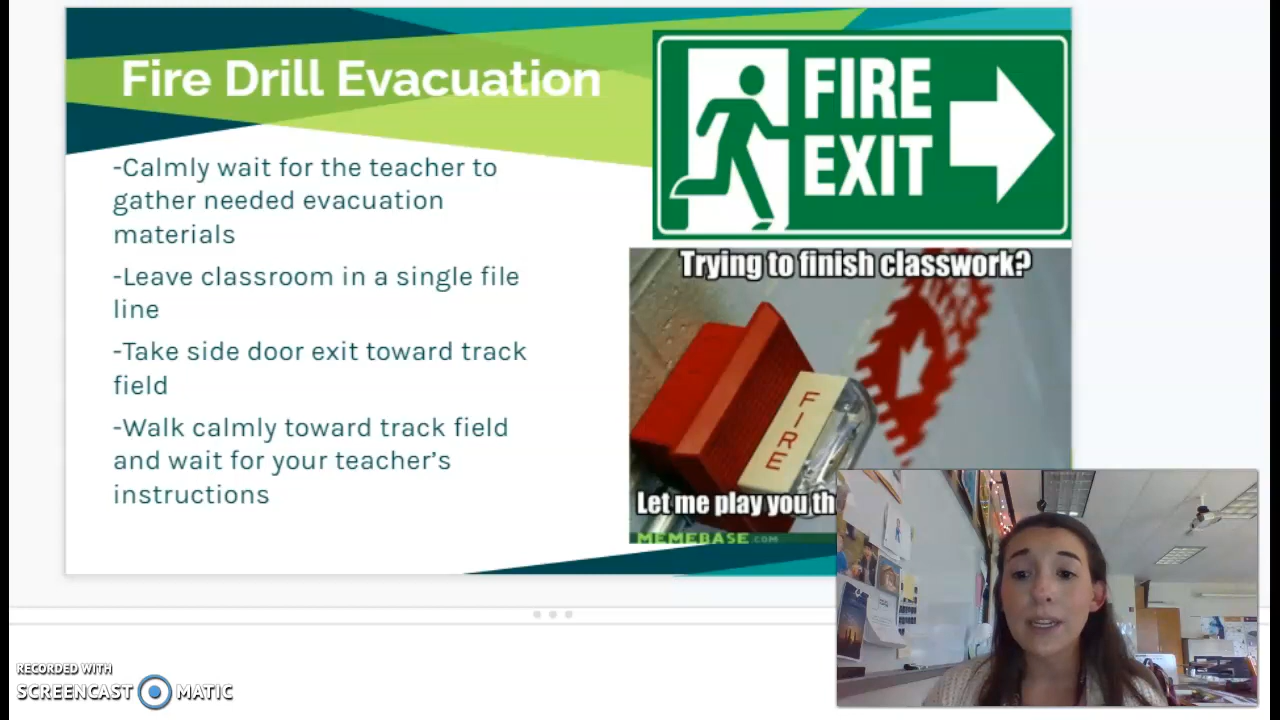 Fire Drill Evacuation
-Calmly wait for the teacher to
gather needed evacuation
materials
-Leave classroom in a single file
line
-Take side door exit toward track
field
-Walk calmly toward track field
and wait for your teacher's
instructions
FIRE
EXIT
Trying to finish classwork?
FIRE
Let me play you th
MEMEBASE.COM
RECORDED WITH
SCREENCAST MATIC